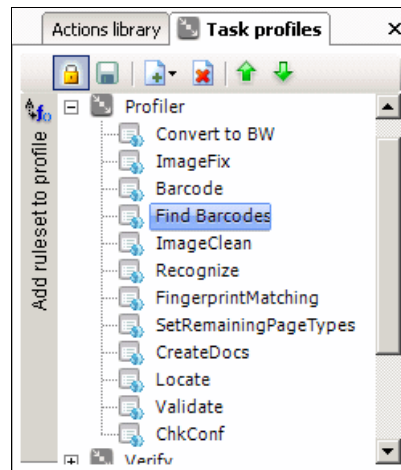 Actions library Task profiles
Add ruleset to profile
Profiler
Convert to BW
ImageFix
Barcode
Find Barcodes
ImageClean
Recognize
FingerprintMatching
SetRemainingPageTypes
CreateDocs
Locate
Validate
ChkConf
Verify